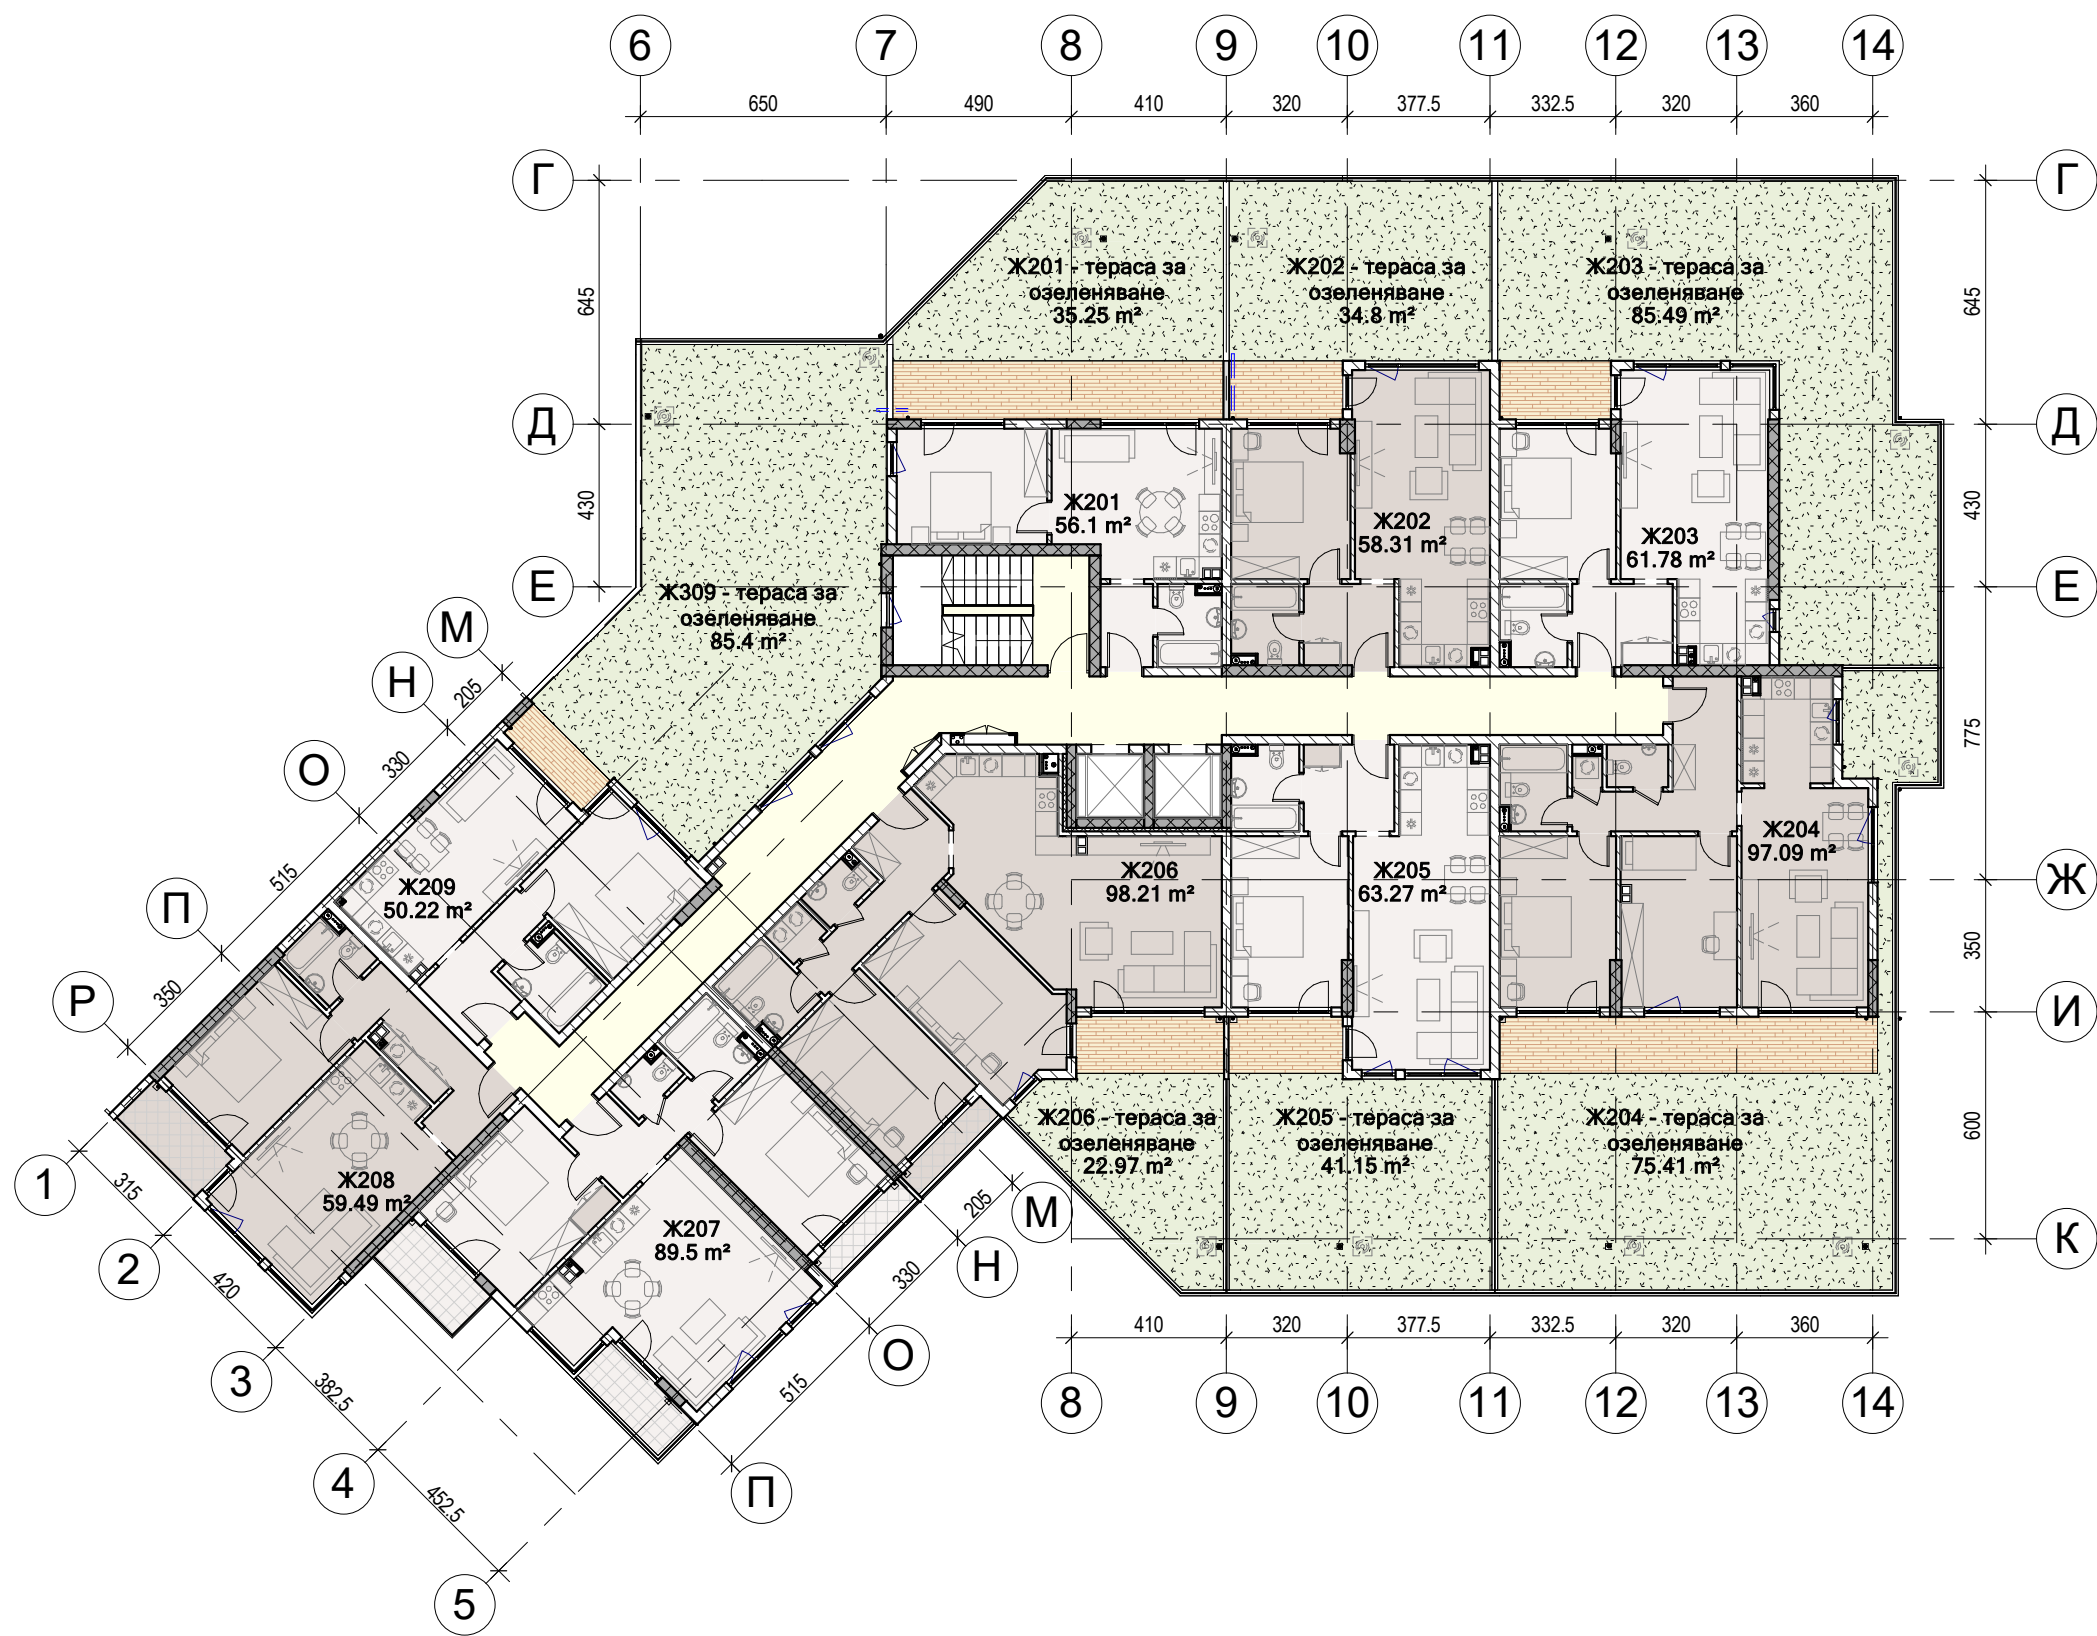 6 7 8 9 10 11 12 13 14
650 490 410 320 377.5 332.5 320 360
Г Г
645 645
Ж201 - тераса за
озеленяване
35.25 m²
Ж202 - тераса за
озеленяване
34.8 m²
Ж203 - тераса за
озеленяване
85.49 m²
Д Д
430 430
Ж201
56.1 m²
Ж202
58.31 m²
Ж203
61.78 m²
Е Е
Ж309 - тераса за
озеленяване
85.4 m²
М
Н
205
О
330
775
П
515
Р
350
Ж209
50.22 m²
Ж206
98.21 m²
Ж205
63.27 m²
Ж204
97.09 m²
Ж
350
И
Ж206 - тераса за
озеленяване
22.97 m²
Ж205 - тераса за
озеленяване
41.15 m²
Ж204 - тераса за
озеленяване
75.41 m²
600
1
315
Ж208
59.49 m²
Ж207
89.5 m²
205
М
К
2
420
330
Н
410 320 377.5 332.5 320 360
3
382.5
515
О
8 9 10 11 12 13 14
4
452.5
П
5